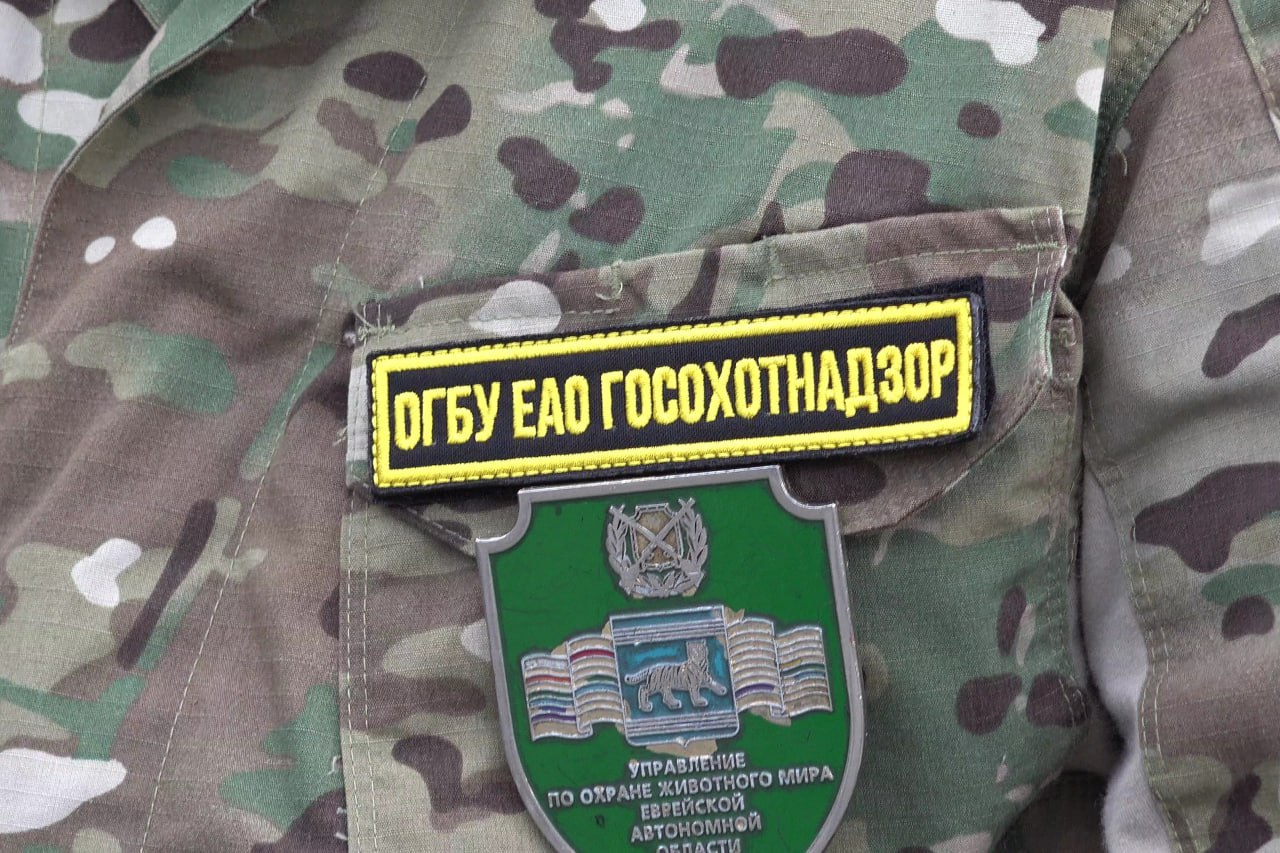 ОГБУ ЕАО ГОСОХОТНАДЗОР
УПРАВЛЕНИЕ
ПО ОХРАНЕ ЖИВОТНОГО МИРА
ЕВРЕЙСКОЙ
АВТОНОМНОЙ
ОБЛАСТИ